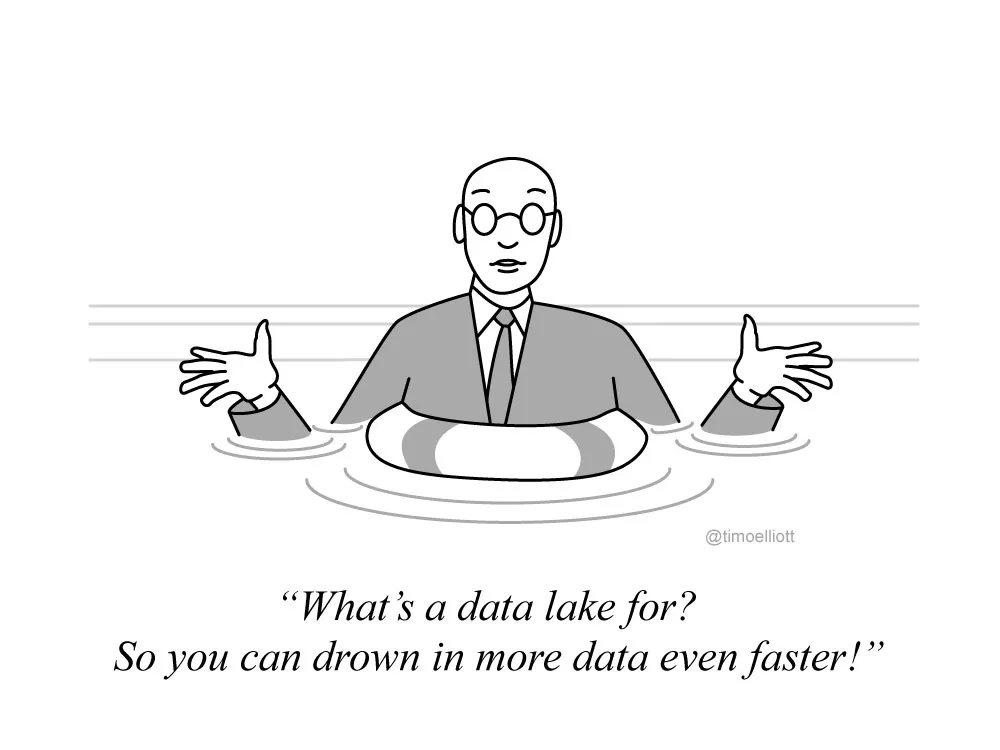 @timoelliott
“What’s a data lake for?
So you can drown in more data even faster!”